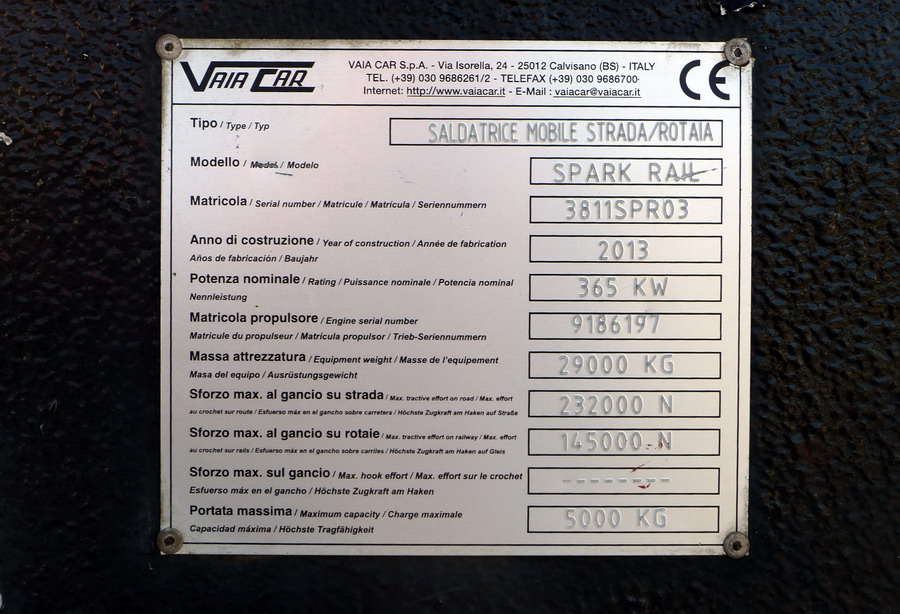 VAIA CAR
VAIA CAR S.p.A. - Via Isorella, 24 - 25012 Calvisano (BS) - ITALY
TEL. (+39) 030 9686261/2 - TELEFAX (+39) 030 9686700
Internet: http://www.vaiacar.it - E-Mail : vaiacar@vaiacar.it
CE
Tipo / Type / Typ
SALDATRICE MOBILE STRADA/ROTAIA
Modello / Model / Modelo
SPARK RAIL
Matricola / Serial number / Matricule / Matrícula / Seriennummern
3811SPR03
Anno di costruzione / Year of construction / Année de fabrication
Años de fabricación / Baujahr
2013
Potenza nominale / Rating / Puissance nominale / Potencia nominal
Nennleistung
365 KW
Matricola propulsore / Engine serial number
Matricule du propulseur / Matrícula propulsor / Trieb-Seriennummern
9186197
Massa attrezzatura / Equipment weight / Masse de l'equipement
Masa del equipo / Ausrüstungsgewicht
29000 KG
Sforzo max. al gancio su strada / Max. tractive effort on road / Max. effort
au crochet sur route / Esfuerso máx en el gancho sobre carretera / Höchste Zugkraft am Haken auf Straße
232000 N
Sforzo max. al gancio su rotaie / Max. tractive effort on railway / Max. effort
au crochet sur rails / Esfuerso máx en el gancho sobre carriles / Höchste Zugkraft am Haken auf Gleis
145000 N
Sforzo max. sul gancio / Max. hook effort / Max. effort sur le crochet
Esfuerso máx en el gancho / Höchste Zugkraft am Haken
--------
Portata massima / Maximum capacity / Charge maximale
Capacidad máxima / Höchste Tragfähigkeit
5000 KG